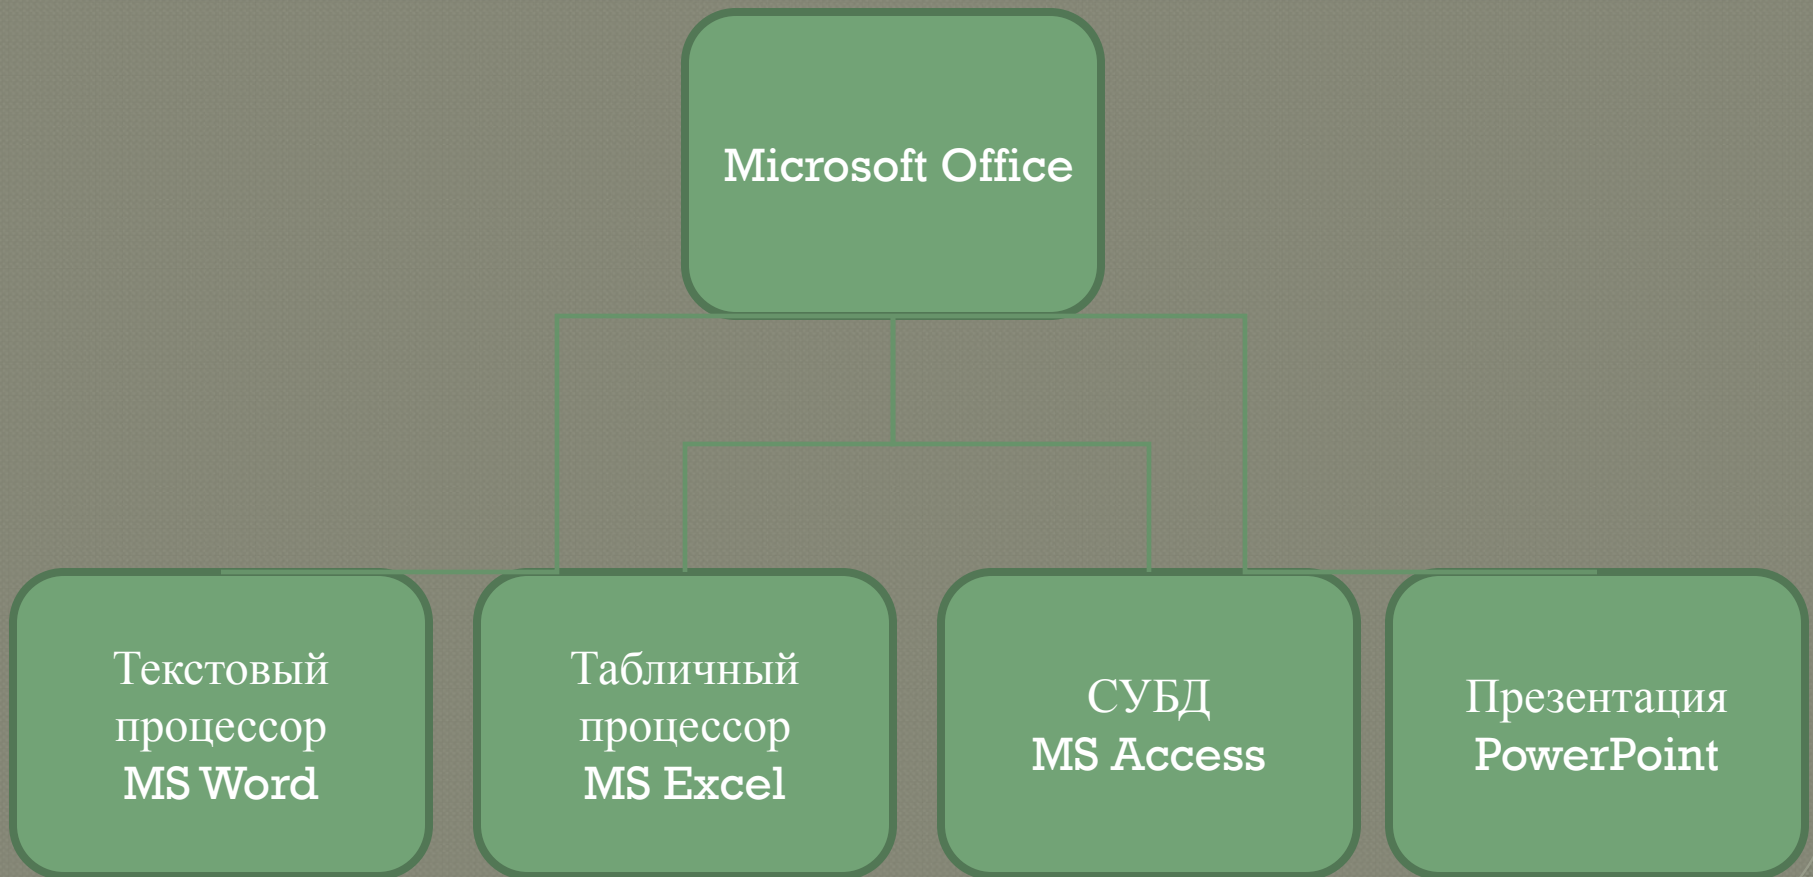 Microsoft Office
Текстовый
процессор
MS Word
Табличный
процессор
MS Excel
СУБД
MS Access
Презентация
PowerPoint